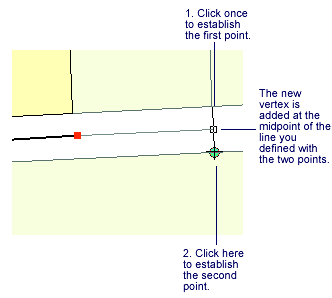 1. Click once
to establish
the first point.
The new
vertex is
added at the
midpoint of the
line you
defined with
the two points.
2. Click here
to establish
the second
point.